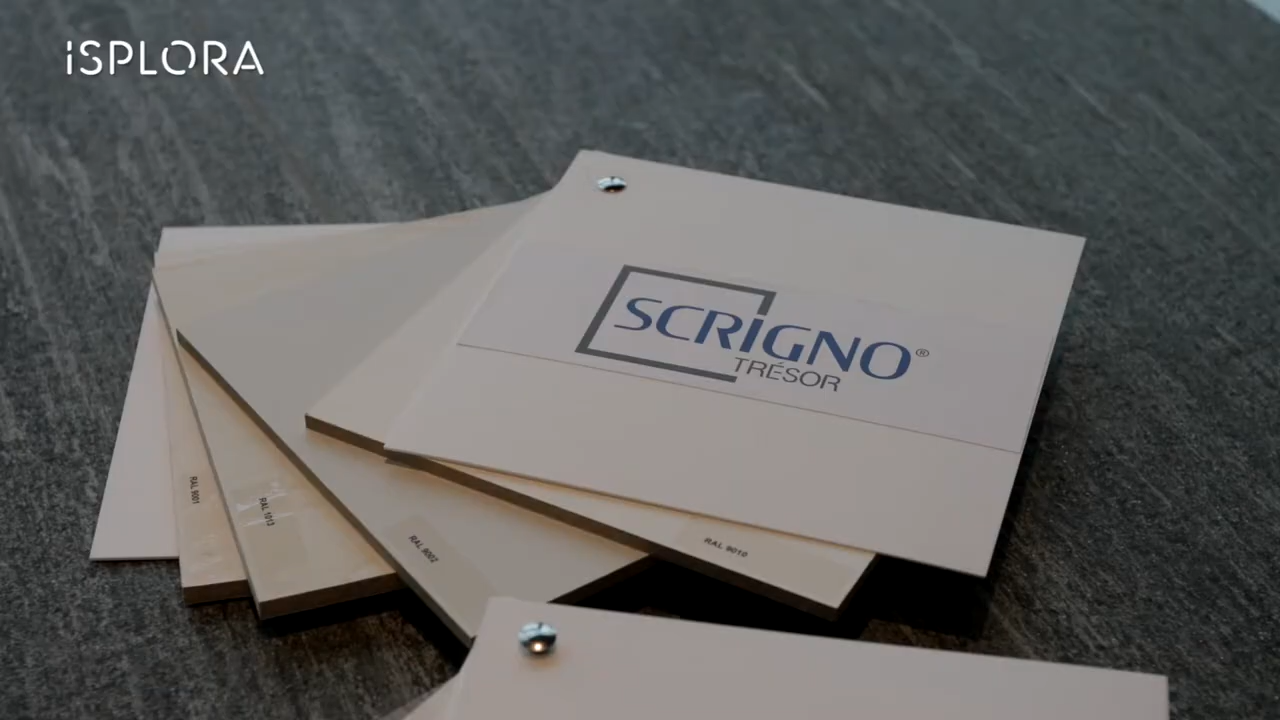 iSPLORA
SCRIGNO®
TRÉSOR
RAL 9001
RAL 1013
RAL 9002
RAL 9010